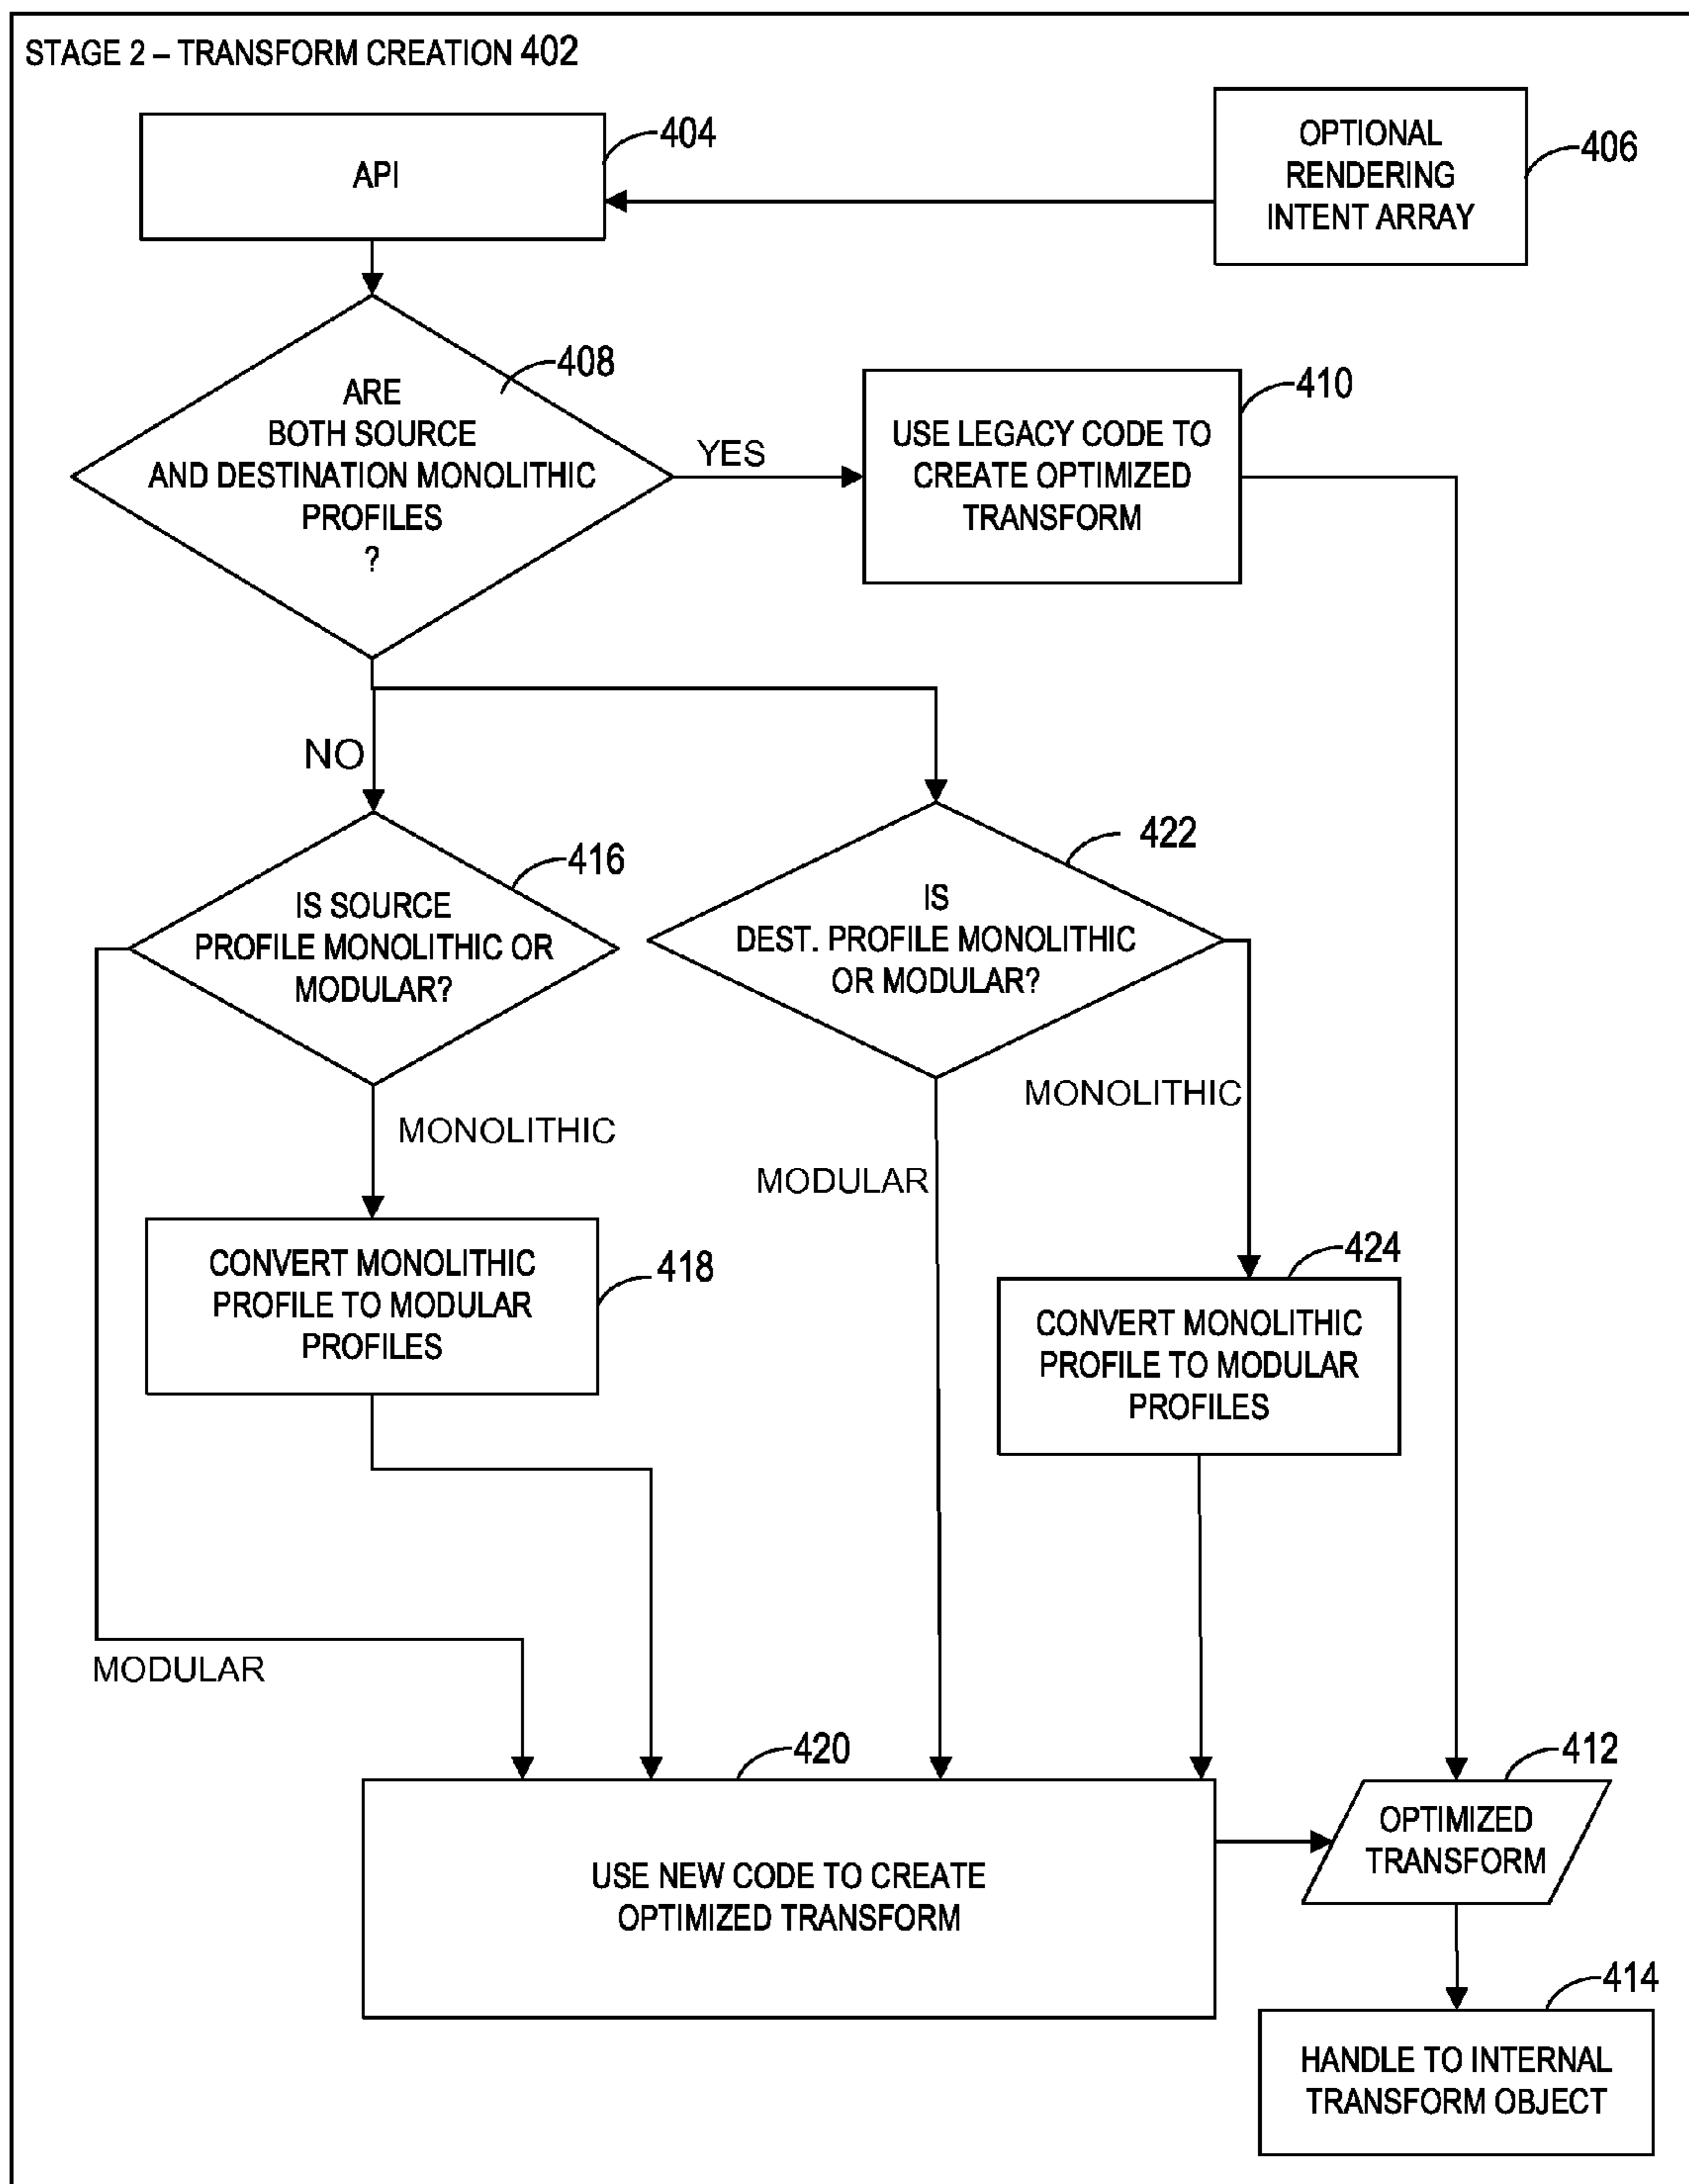 STAGE 2 – TRANSFORM CREATION 402
API
404
OPTIONAL
RENDERING
INTENT ARRAY
406
ARE
BOTH SOURCE
AND DESTINATION MONOLITHIC
PROFILES
?
408
YES
USE LEGACY CODE TO
CREATE OPTIMIZED
TRANSFORM
410
NO
IS SOURCE
PROFILE MONOLITHIC OR
MODULAR?
416
IS
DEST. PROFILE MONOLITHIC
OR MODULAR?
422
MONOLITHIC
MONOLITHIC
MODULAR
CONVERT MONOLITHIC
PROFILE TO MODULAR
PROFILES
418
CONVERT MONOLITHIC
PROFILE TO MODULAR
PROFILES
424
MODULAR
USE NEW CODE TO CREATE
OPTIMIZED TRANSFORM
420
OPTIMIZED
TRANSFORM
412
HANDLE TO INTERNAL
TRANSFORM OBJECT
414